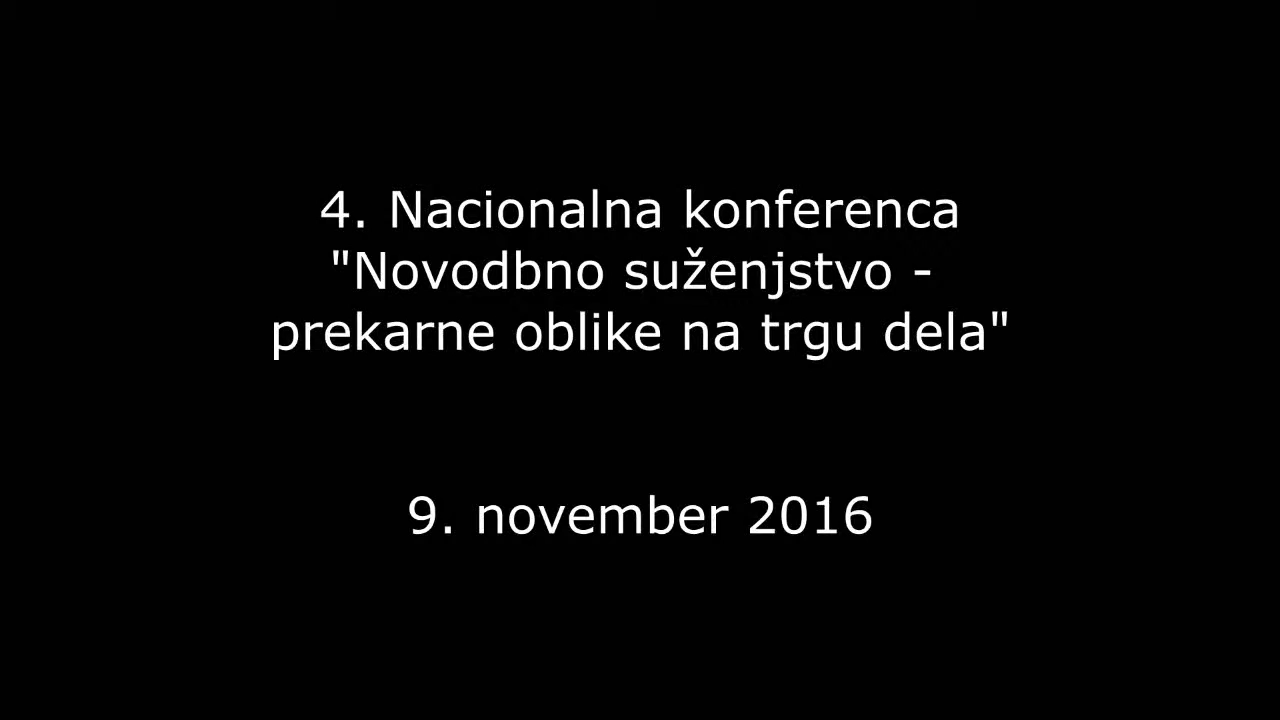 4. Nacionalna konferenca
"Novodbno suženjstvo -
prekarne oblike na trgu dela"
9. november 2016